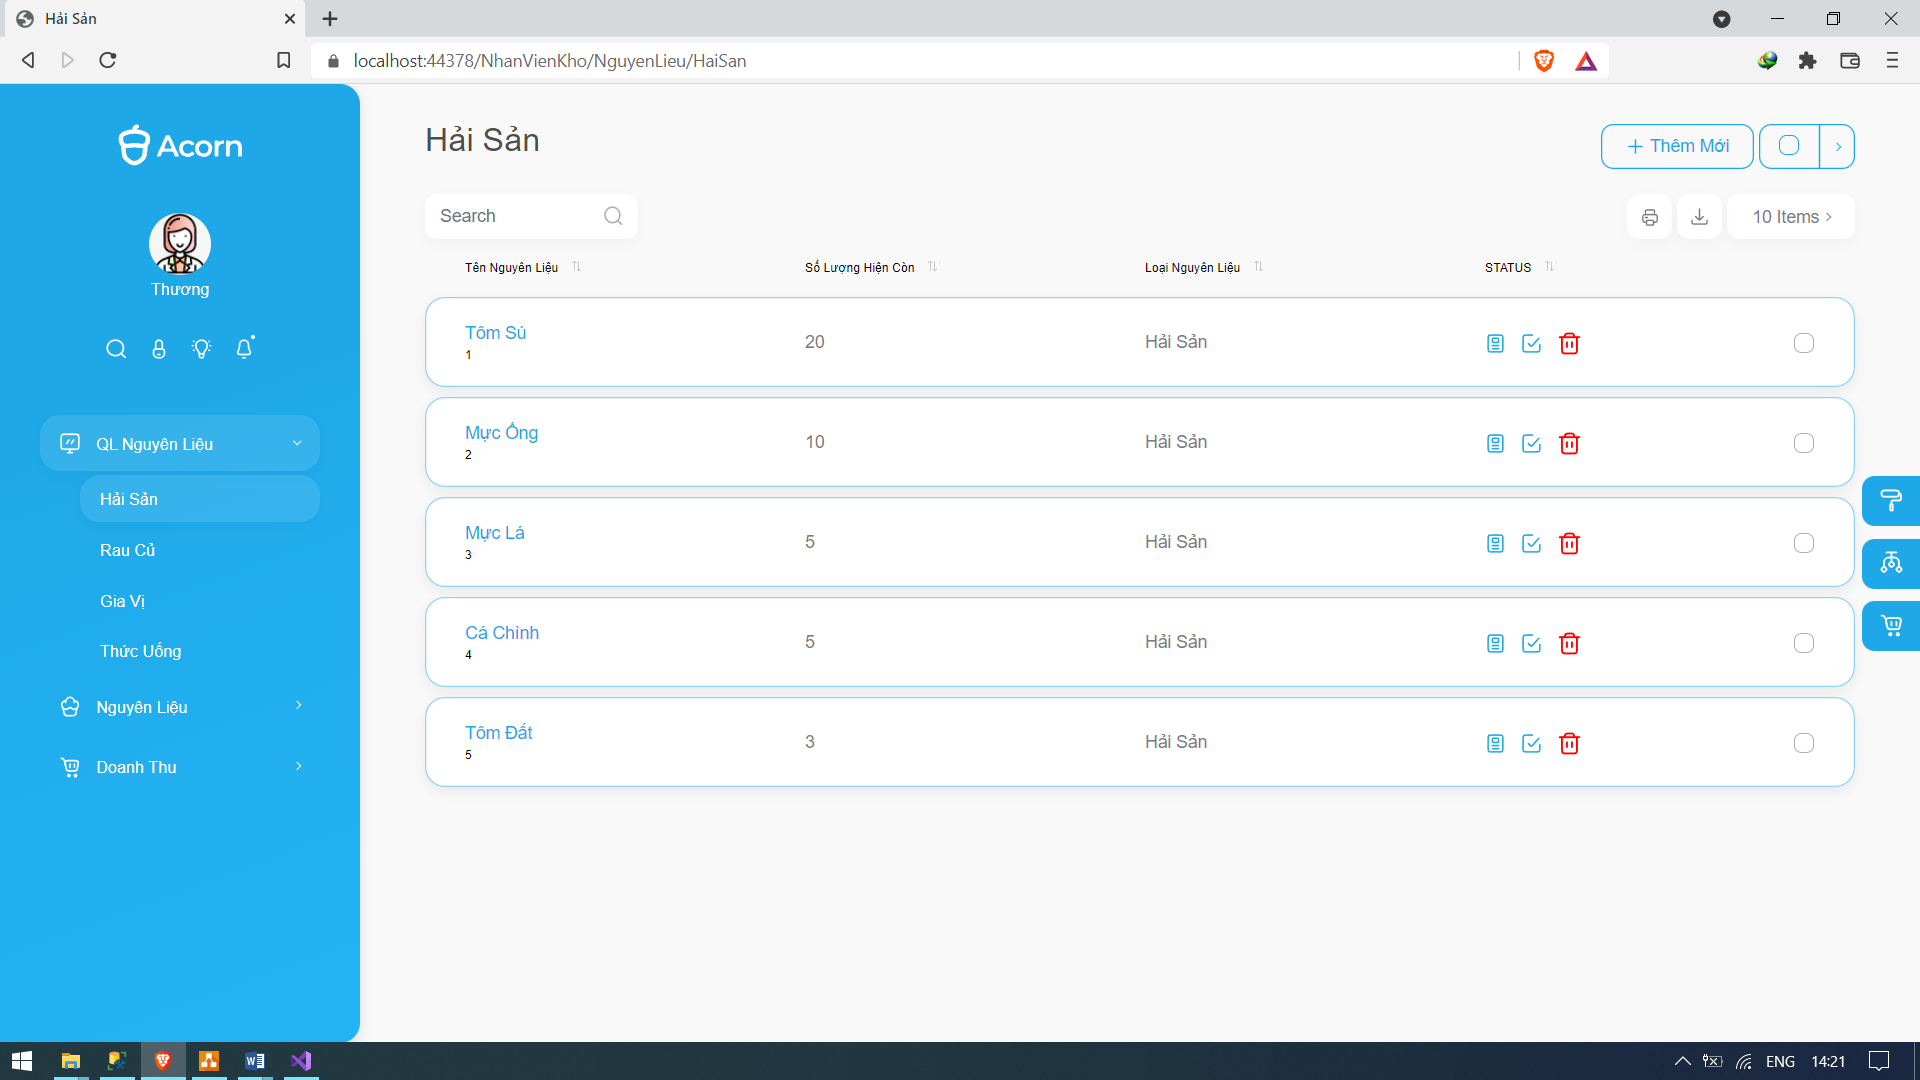 Hải Sản
localhost:44378/NhanVienKho/NguyenLieu/HaiSan
Acorn
Thương
QL Nguyên Liệu
Hải Sản
Rau Củ
Gia Vị
Thức Uống
Nguyên Liệu
Doanh Thu
Hải Sản
Thêm Mới
Search
10 Items
Tên Nguyên Liệu Số Lượng Hiện Còn Loại Nguyên Liệu STATUS
Tôm Sú 20 Hải Sản
1
Mực Ống 10 Hải Sản
2
Mực Lá 5 Hải Sản
3
Cá Chình 5 Hải Sản
4
Tôm Đất 3 Hải Sản
5
ENG 14:21